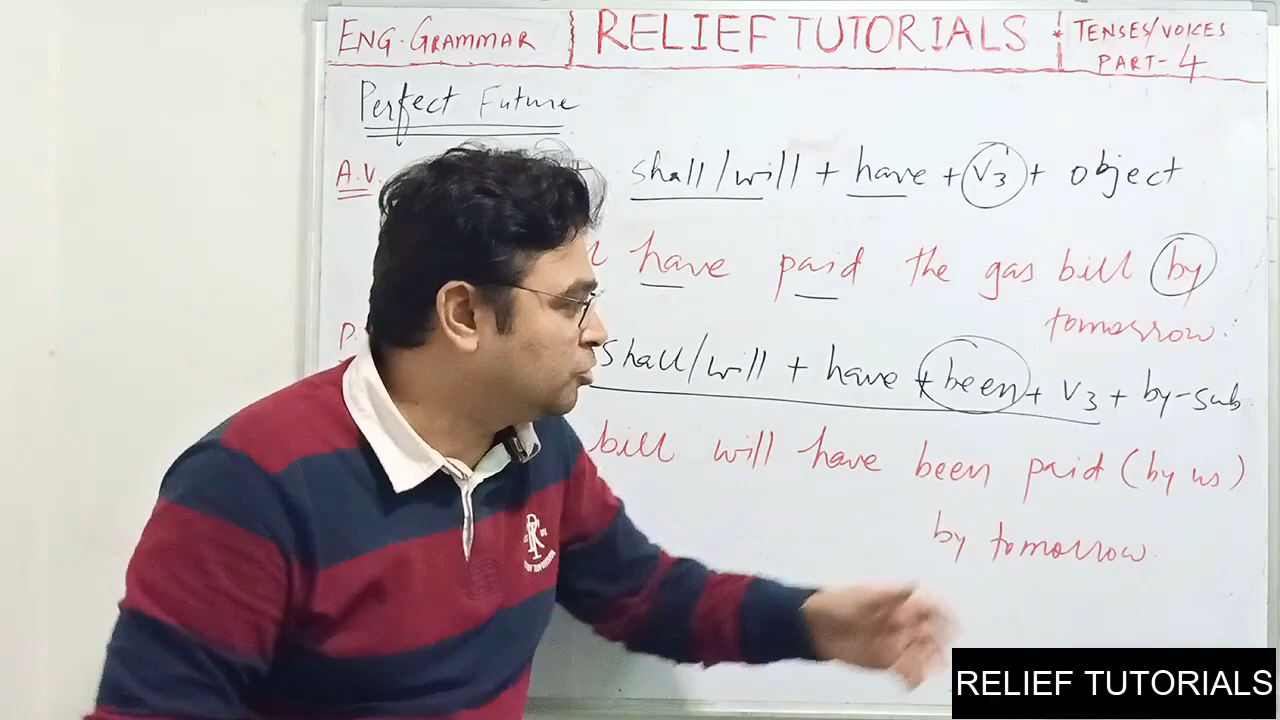 ENG-GRAMMAR
RELIEF TUTORIALS
* TENSES/VOICES
PART-4
Perfect Future
A.V. + shall/will + have + V3 + object
have paid the gas bill by
tomorrow.
P. shall/will + have + been + V3 + by-sub.
bill will have been paid (by us)
by tomorrow.
RELIEF TUTORIALS